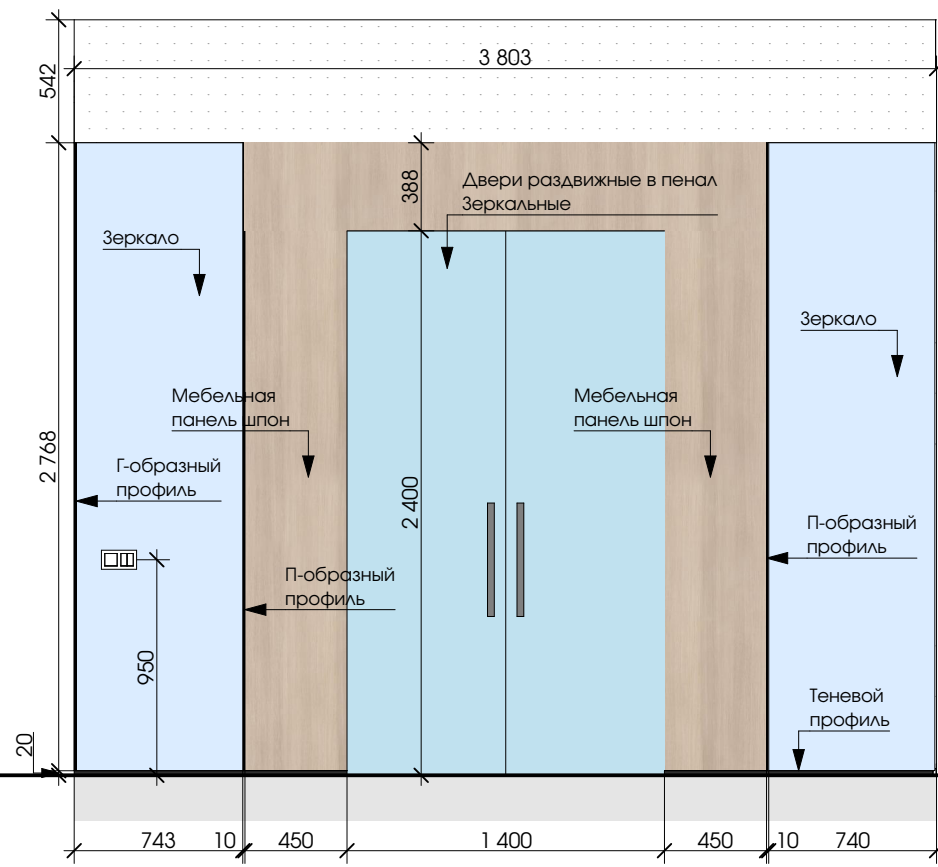 3 803
542
388
Двери раздвижные в пенал
Зеркальные
Зеркало
Зеркало
Мебельная
панель шпон
Мебельная
панель шпон
2 768
Г-образный
профиль
2 400
П-образный
профиль
П-образный
профиль
950
Теневой
профиль
20
743 10 450 1 400 450 10 740